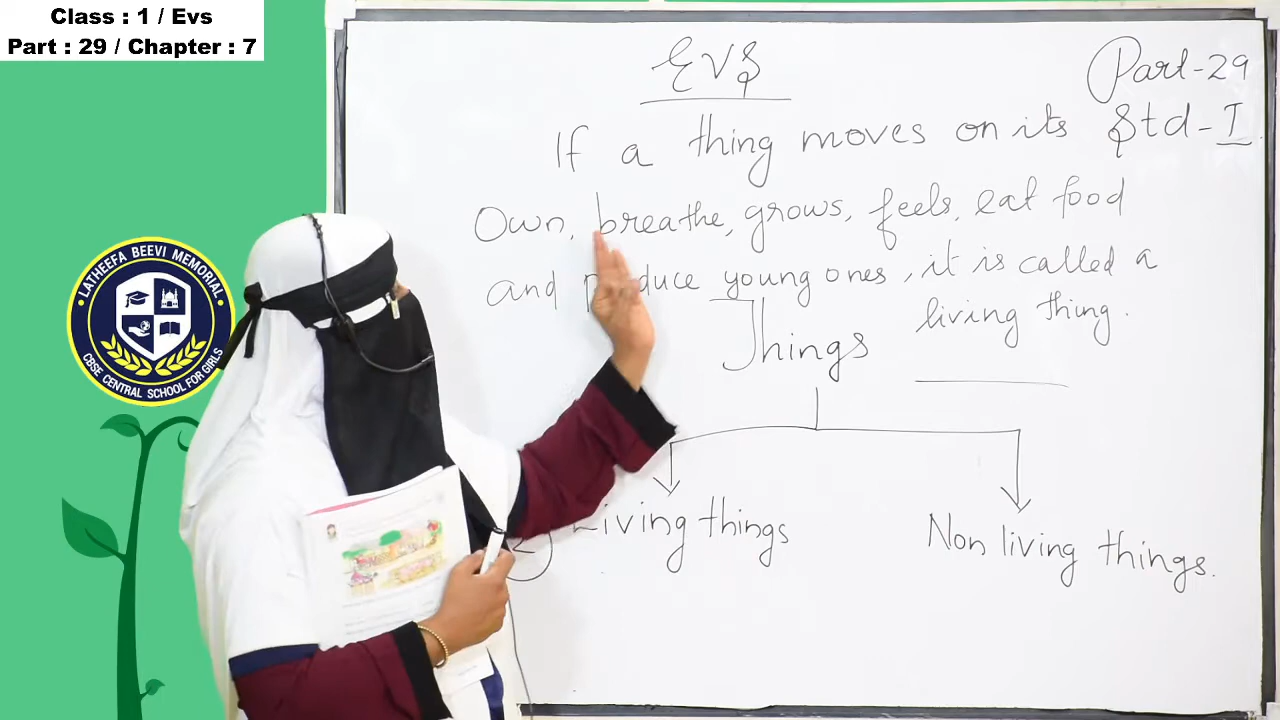 Class : 1 / Evs
Part : 29 / Chapter : 7
EVS
Part-29
Std-I
If a thing moves on its
Own, breathe, grows, feels, eat food
and produce young ones, it is called a
living thing.
Things
Living things
Non living things.
LATHEEFA BEEVI MEMORIAL
CBSE CENTRAL SCHOOL FOR GIRLS